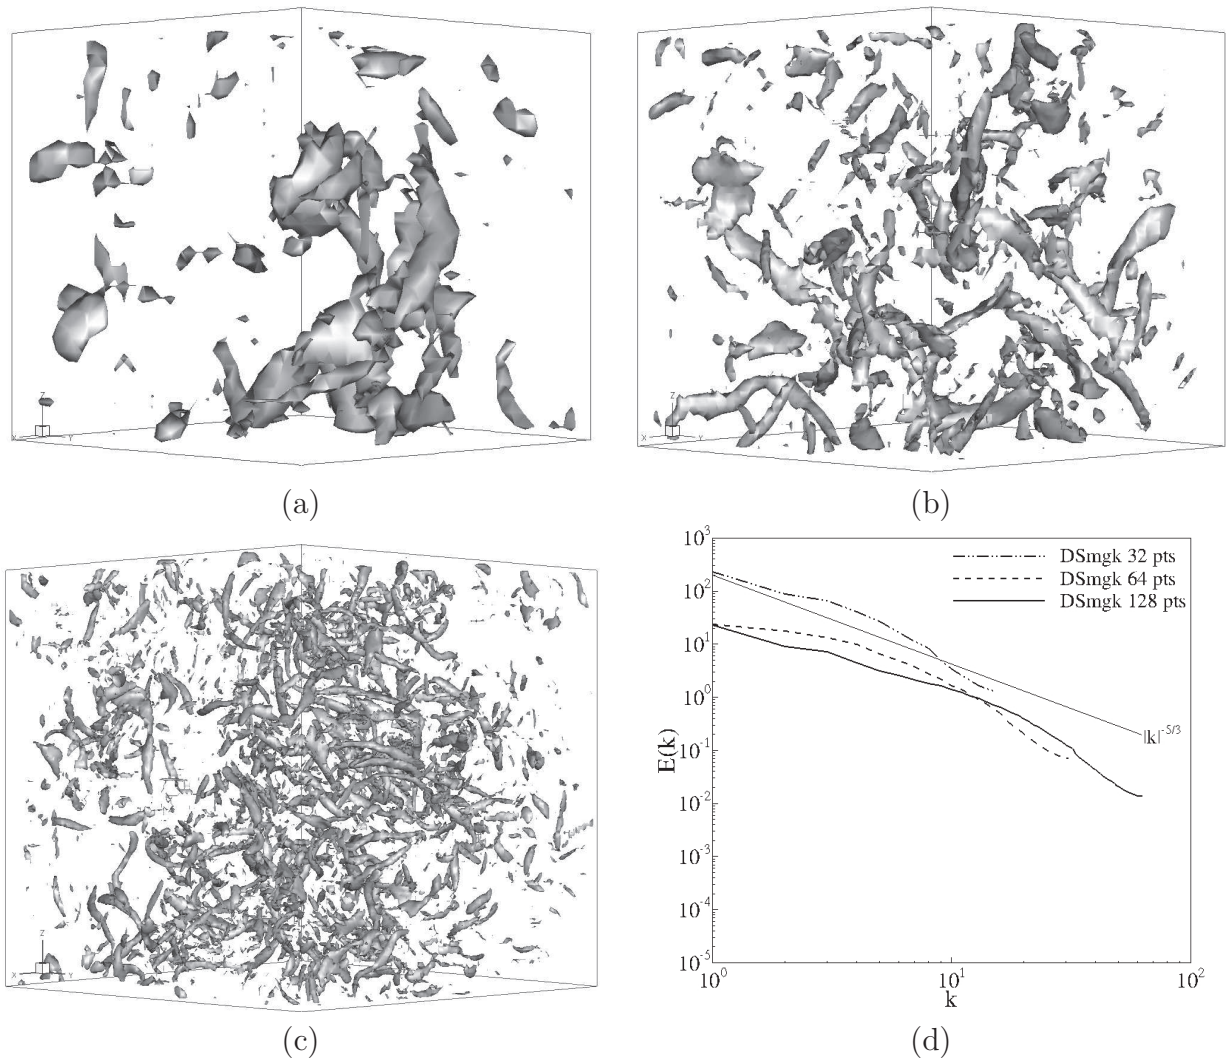 Z
X
Y
(a)
Z
X
Y
(b)
Z
X
Y
(c)
10^3
10^2
10^1
10^0
10^-1
10^-2
10^-3
10^-4
10^-5
E(k)
DSmgk 32 pts
DSmgk 64 pts
DSmgk 128 pts
|k|^-5/3
10^0
10^1
10^2
k
(d)